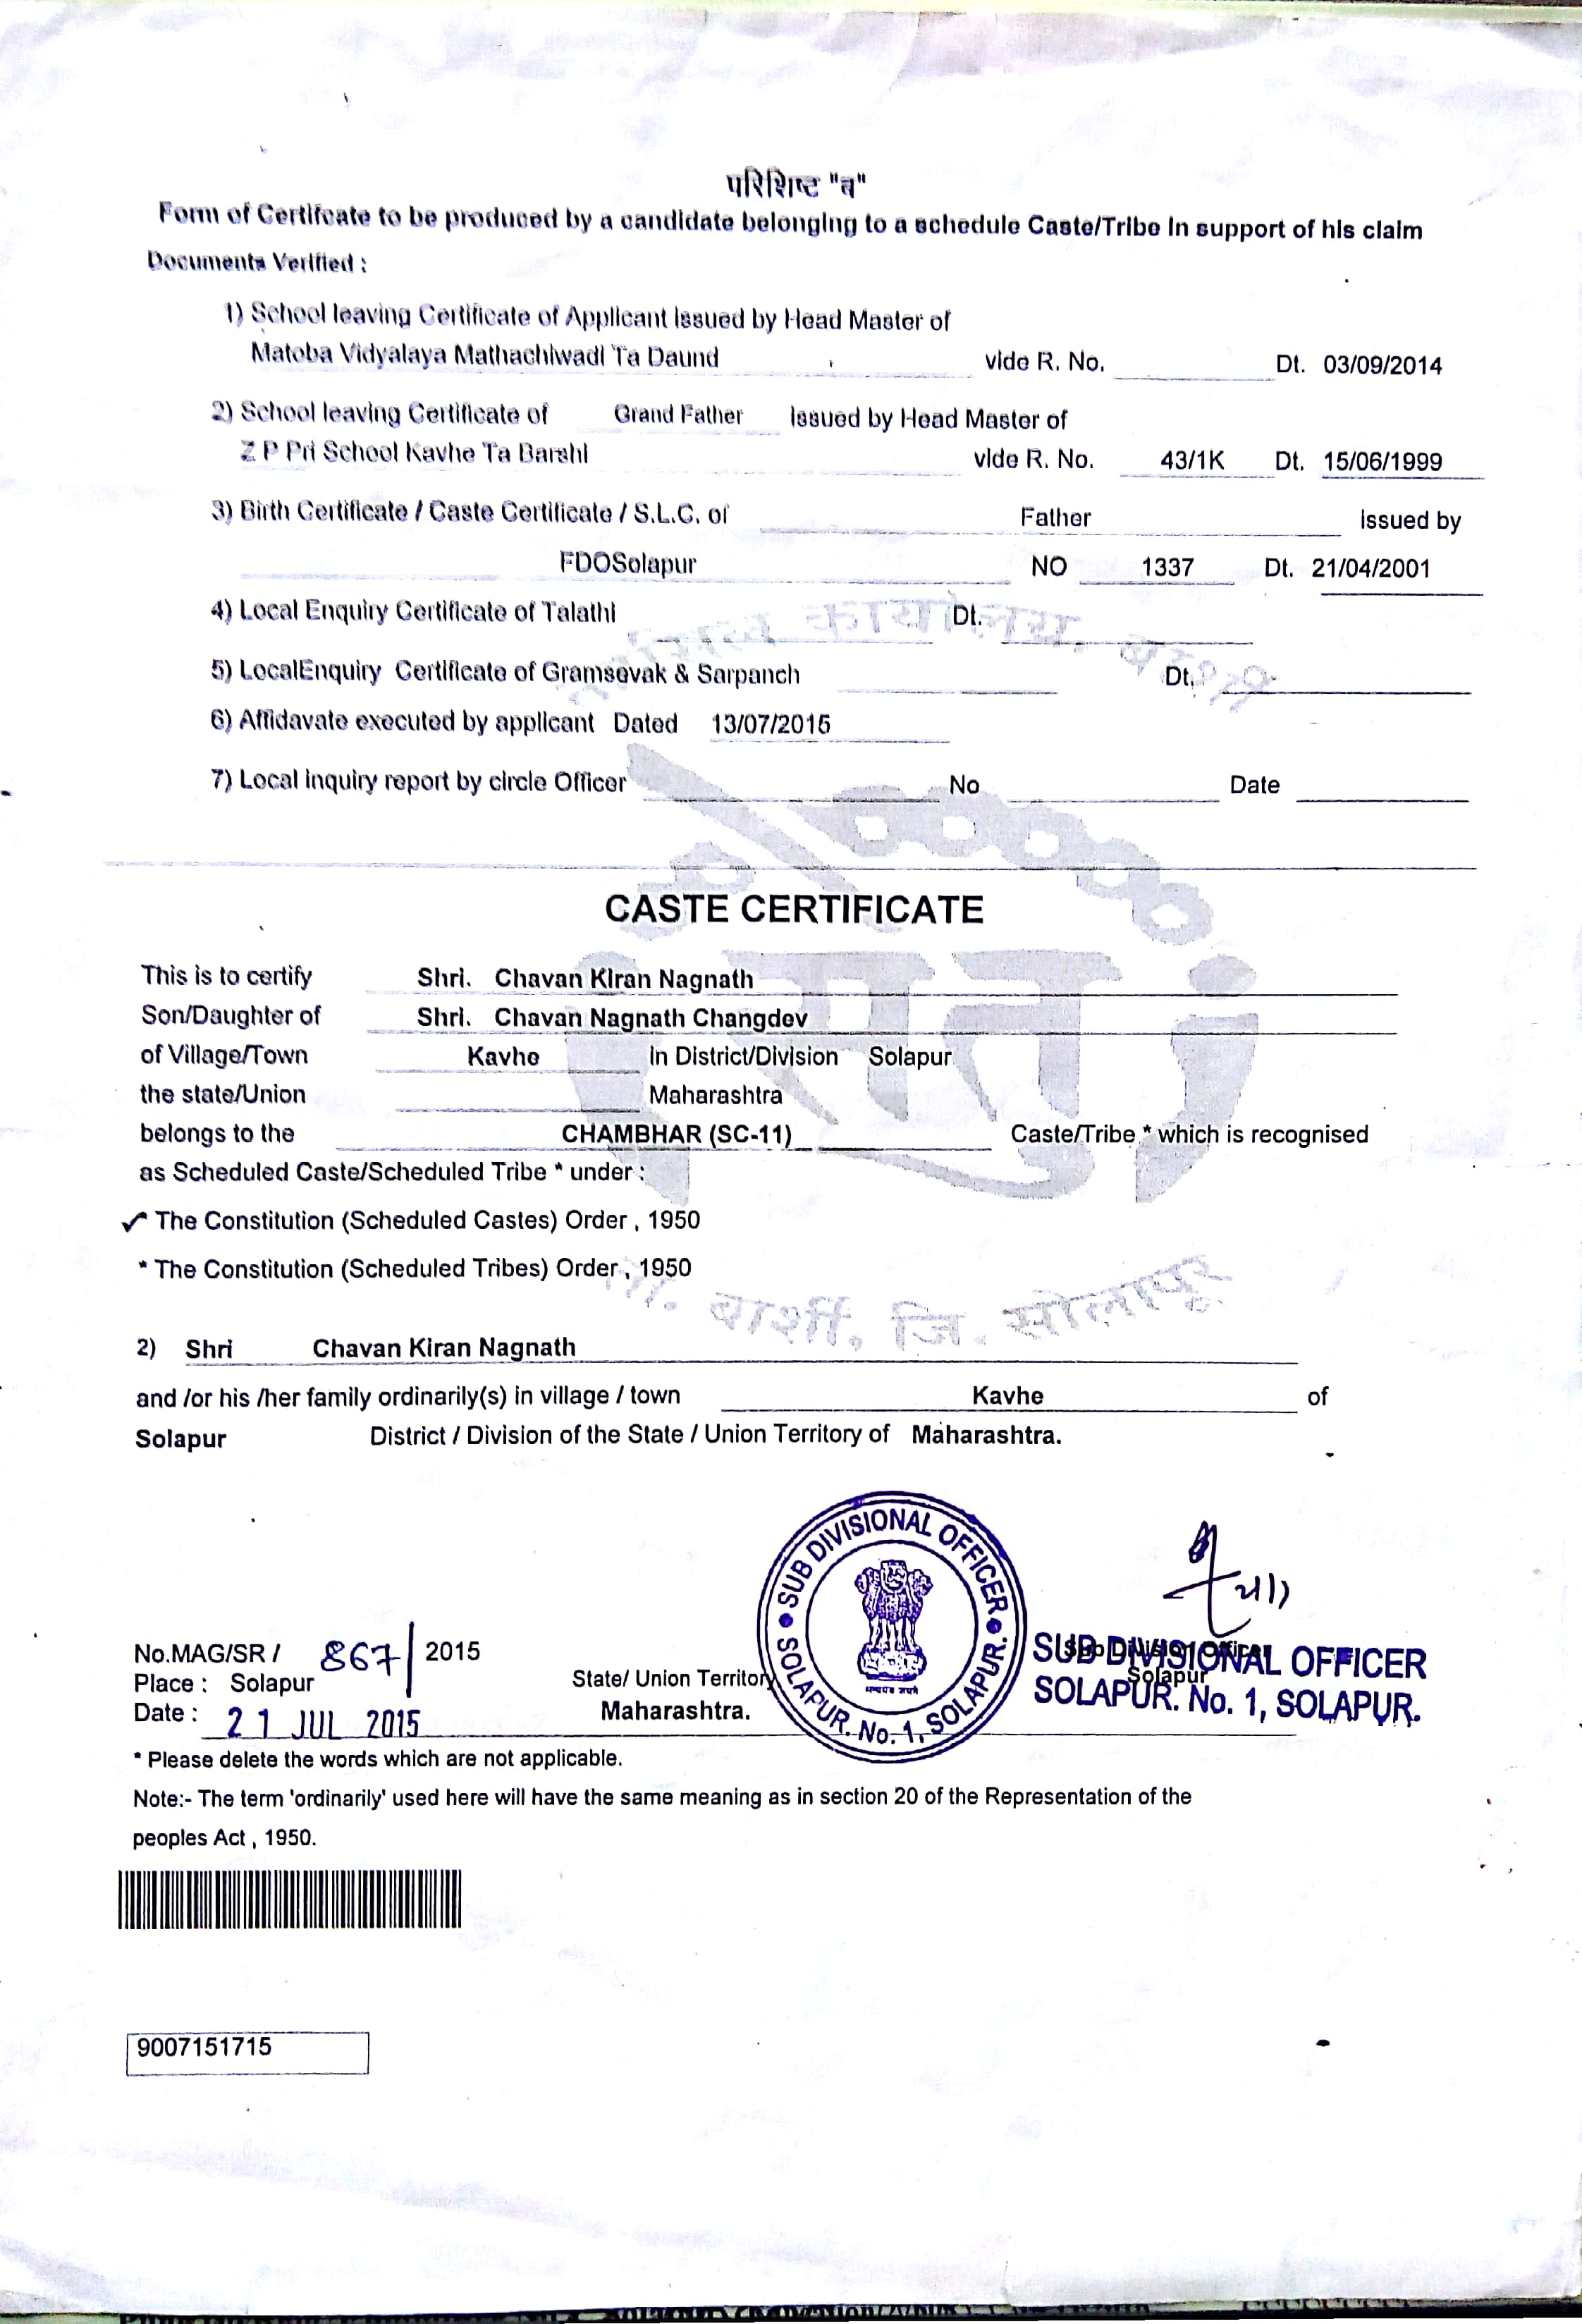 परिशिष्ट "ब"
Form of Certifcate to be produced by a candidate belonging to a schedule Caste/Tribe In support of his claim
Documents Verified :
1) School leaving Certificate of Applicant Issued by Head Master of
Matoba Vidyalaya Mathachiwadi Ta Daund vide R. No. Dt. 03/09/2014
2) School leaving Certificate of Grand Father Issued by Head Master of
Z P Pri School Kavhe Ta Barshi vide R. No. 43/1K Dt. 15/06/1999
3) Birth Certificate / Caste Certificate / S.L.C. of Father Issued by
FDOSolapur NO 1337 Dt. 21/04/2001
4) Local Enquiry Certificate of Talathi Dt.
5) LocalEnquiry Certificate of Gramsevak & Sarpanch Dt.
6) Affidavate executed by applicant Dated 13/07/2015
7) Local inquiry report by circle Officer No Date
कार्यालय, बार्शी
सेतु
CASTE CERTIFICATE
This is to certify Shri. Chavan Kiran Nagnath
Son/Daughter of Shri. Chavan Nagnath Changdev
of Village/Town Kavhe In District/Division Solapur
the state/Union Maharashtra
belongs to the CHAMBHAR (SC-11) Caste/Tribe * which is recognised
as Scheduled Caste/Scheduled Tribe * under :
✓ The Constitution (Scheduled Castes) Order , 1950
* The Constitution (Scheduled Tribes) Order , 1950
ता. बार्शी, जि. सोलापूर
2) Shri Chavan Kiran Nagnath
and /or his /her family ordinarily(s) in village / town Kavhe of
Solapur District / Division of the State / Union Territory of Maharashtra.
SUB DIVISIONAL OFFICER
SOLAPUR. No. 1, SOLAPUR.
No.MAG/SR / 867/ 2015
Place : Solapur
Date : 21 JUL 2015
State/ Union Territory
Maharashtra.
Sub Division Officer
Solapur
SUB DIVISIONAL OFFICER
SOLAPUR. No. 1, SOLAPUR.
* Please delete the words which are not applicable.
Note:- The term 'ordinarily' used here will have the same meaning as in section 20 of the Representation of the
peoples Act , 1950.
9007151715